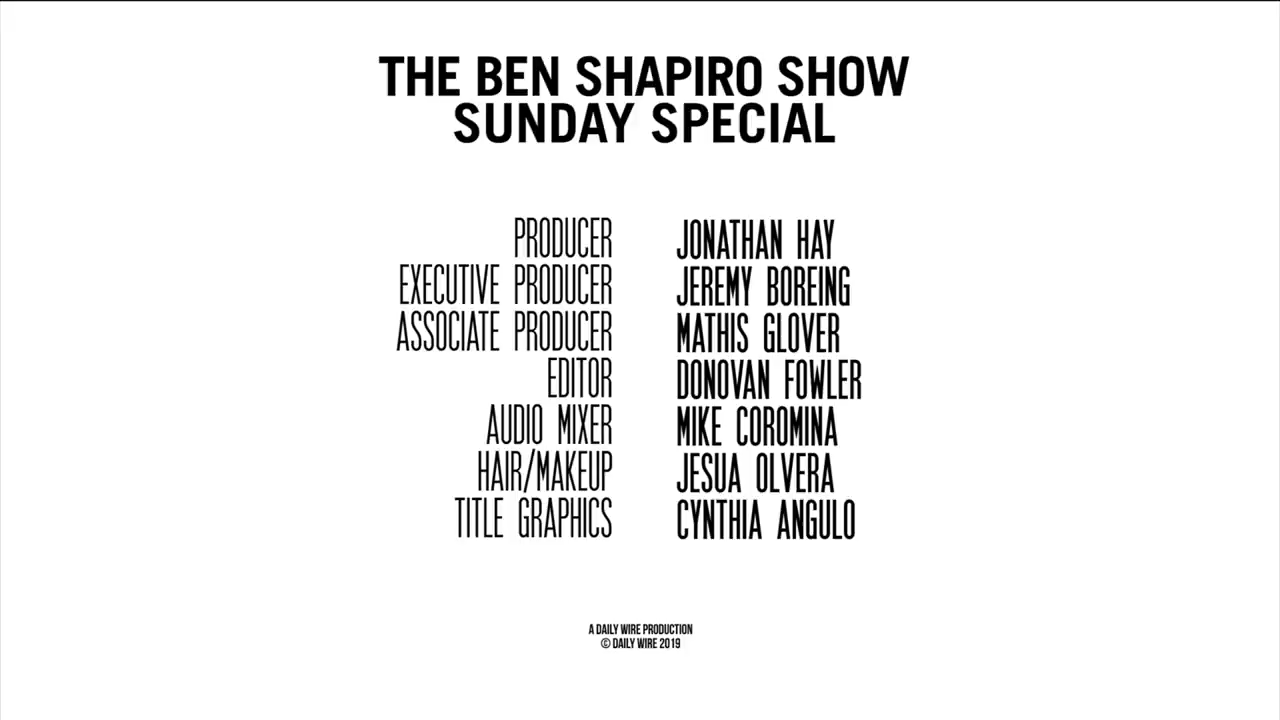 THE BEN SHAPIRO SHOW
SUNDAY SPECIAL
PRODUCER JONATHAN HAY
EXECUTIVE PRODUCER JEREMY BOREING
ASSOCIATE PRODUCER MATHIS GLOVER
EDITOR DONOVAN FOWLER
AUDIO MIXER MIKE COROMINA
HAIR/MAKEUP JESUA OLVERA
TITLE GRAPHICS CYNTHIA ANGULO
A DAILY WIRE PRODUCTION
© DAILY WIRE 2019